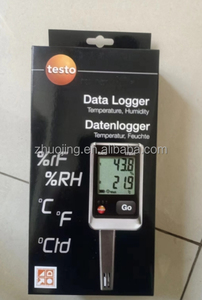 testo
Data Logger
Temperature, Humidity
Datenlogger
Temperatur, Feuchte
%rF
%RH
°C °F
°Ctd
43.8
21.9
Go
zhuojing.en.alibaba.com